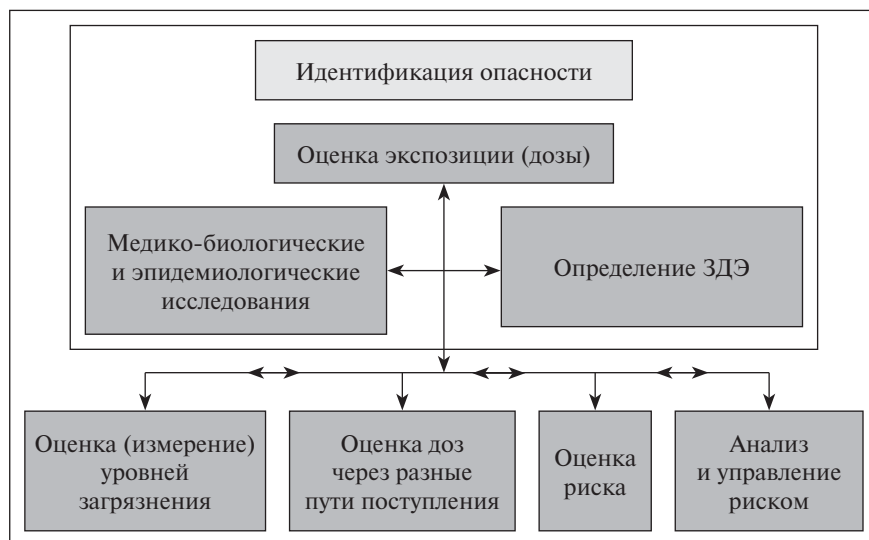 Идентификация опасности
Оценка экспозиции (дозы)
Медико-биологические
и эпидемиологические
исследования
Определение ЗДЭ
Оценка (измерение)
уровней
загрязнения
Оценка доз
через разные
пути поступления
Оценка
риска
Анализ
и управление
риском